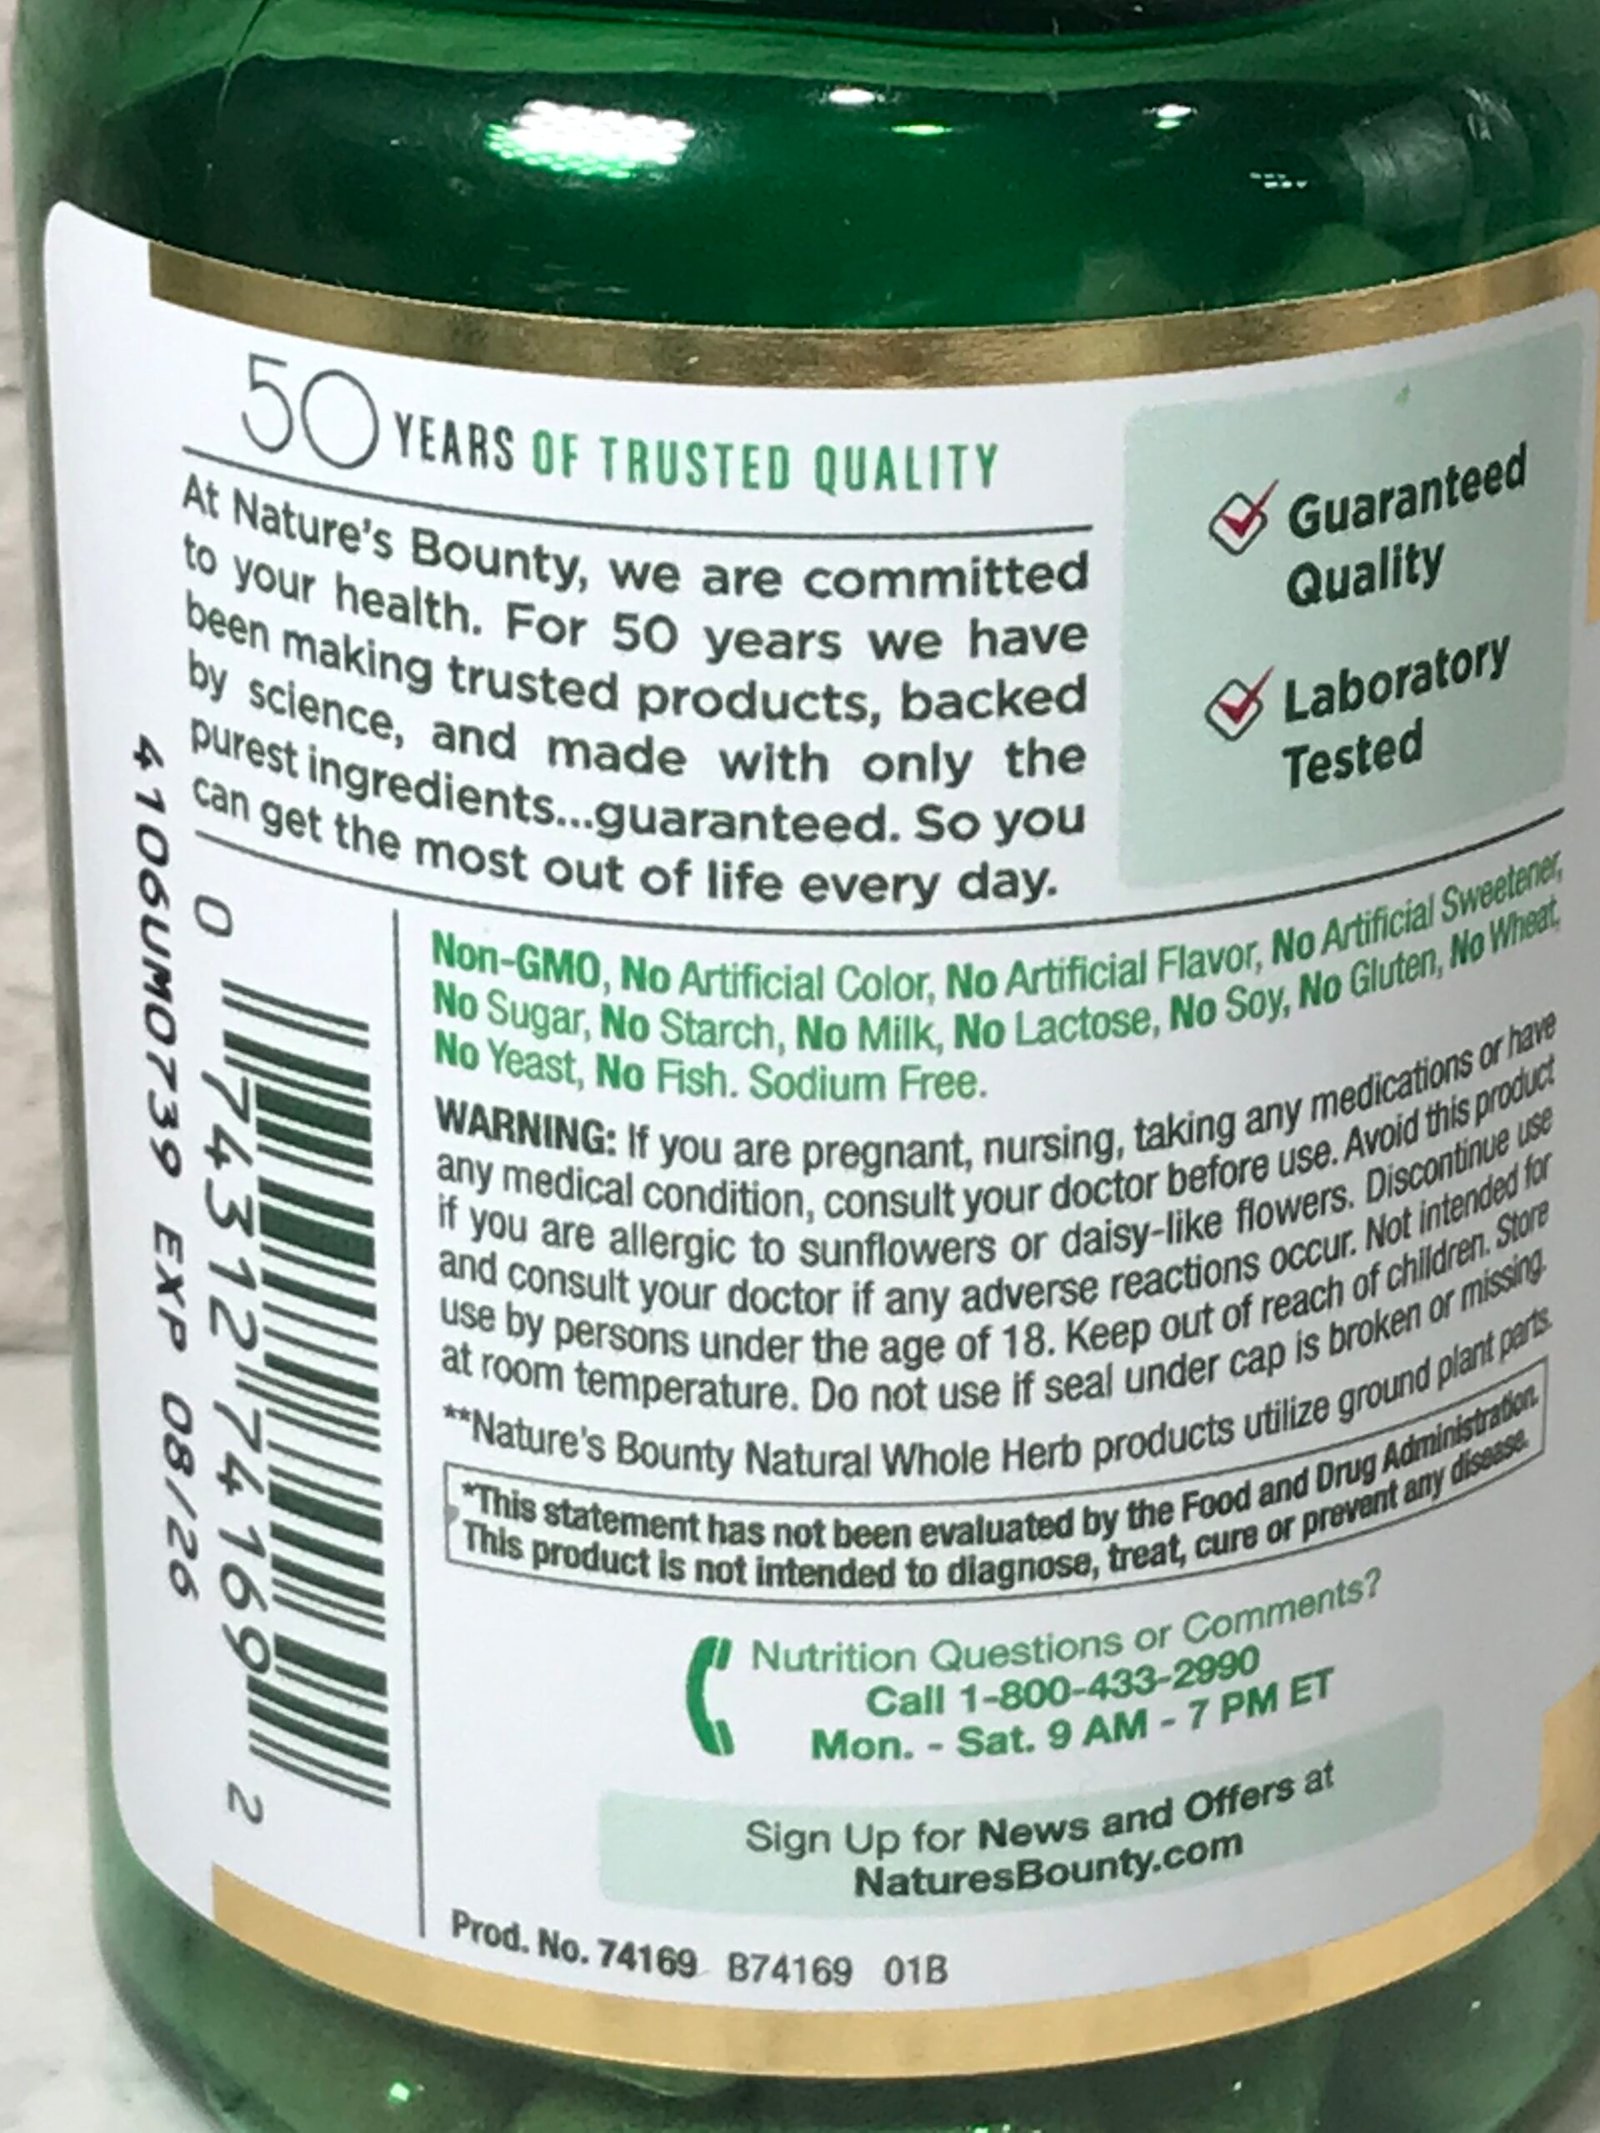 50 YEARS OF TRUSTED QUALITY
At Nature's Bounty, we are committed
to your health. For 50 years we have
been making trusted products, backed
by science, and made with only the
purest ingredients...guaranteed. So you
can get the most out of life every day.
Guaranteed
Quality
Laboratory
Tested
Non-GMO, No Artificial Color, No Artificial Flavor, No Artificial Sweetener,
No Sugar, No Starch, No Milk, No Lactose, No Soy, No Gluten, No Wheat,
No Yeast, No Fish. Sodium Free.
WARNING: If you are pregnant, nursing, taking any medications or have
any medical condition, consult your doctor before use. Avoid this product
if you are allergic to sunflowers or daisy-like flowers. Discontinue use
and consult your doctor if any adverse reactions occur. Not intended for
use by persons under the age of 18. Keep out of reach of children. Store
at room temperature. Do not use if seal under cap is broken or missing.
**Nature's Bounty Natural Whole Herb products utilize ground plant parts.
*This statement has not been evaluated by the Food and Drug Administration.
This product is not intended to diagnose, treat, cure or prevent any disease.
Nutrition Questions or Comments?
Call 1-800-433-2990
Mon. - Sat. 9 AM - 7 PM ET
Sign Up for News and Offers at
NaturesBounty.com
Prod. No. 74169 B74169 01B
0 74312 74169 2
4106UM0739 EXP 08/26